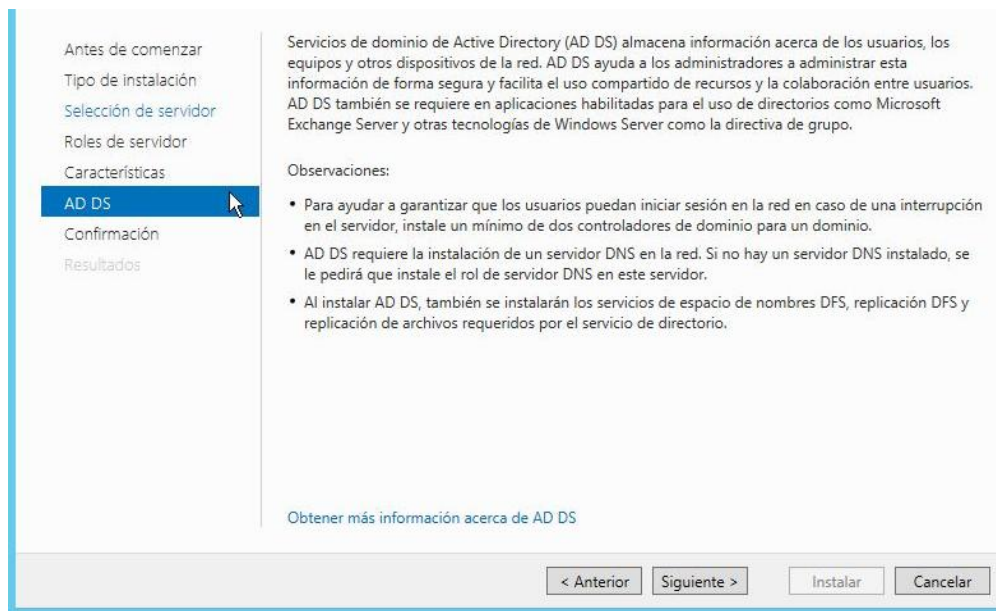 Antes de comenzar
Tipo de instalación
Selección de servidor
Roles de servidor
Características
AD DS
Confirmación
Resultados
Servicios de dominio de Active Directory (AD DS) almacena información acerca de los usuarios, los
equipos y otros dispositivos de la red. AD DS ayuda a los administradores a administrar esta
información de forma segura y facilita el uso compartido de recursos y la colaboración entre usuarios.
AD DS también se requiere en aplicaciones habilitadas para el uso de directorios como Microsoft
Exchange Server y otras tecnologías de Windows Server como la directiva de grupo.
Observaciones:
• Para ayudar a garantizar que los usuarios puedan iniciar sesión en la red en caso de una interrupción
en el servidor, instale un mínimo de dos controladores de dominio para un dominio.
• AD DS requiere la instalación de un servidor DNS en la red. Si no hay un servidor DNS instalado, se
le pedirá que instale el rol de servidor DNS en este servidor.
• Al instalar AD DS, también se instalarán los servicios de espacio de nombres DFS, replicación DFS y
replicación de archivos requeridos por el servicio de directorio.
Obtener más información acerca de AD DS
< Anterior
Siguiente >
Instalar
Cancelar